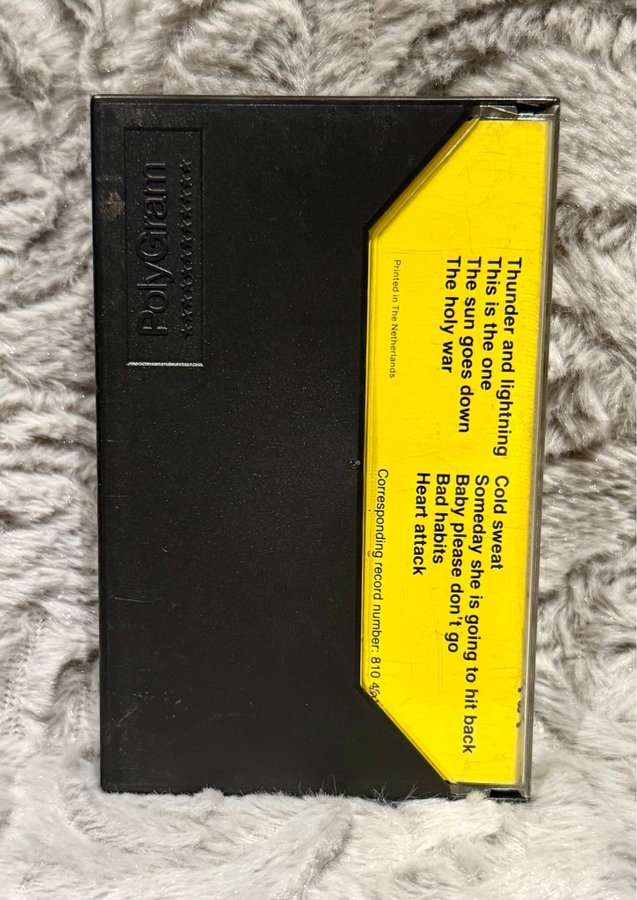 PolyGram
Thunder and lightning
This is the one
The sun goes down
The holy war
Cold sweat
Someday she is going to hit back
Baby please don't go
Bad habits
Heart attack
Printed in The Netherlands
Corresponding record number: 810